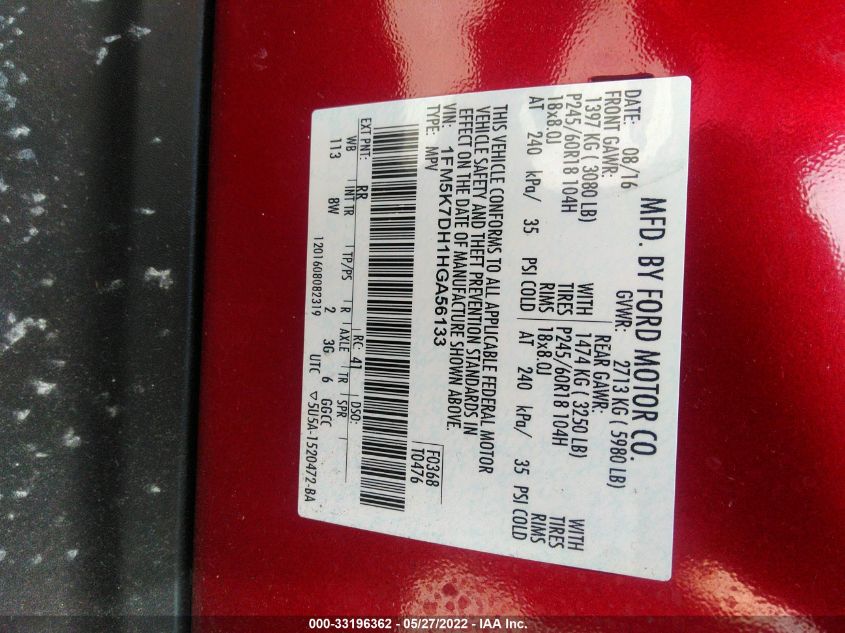 MFD. BY FORD MOTOR CO.
DATE: 08/16 GVWR: 2713 KG ( 5980 LB)
FRONT GAWR: REAR GAWR:
1397 KG ( 3080 LB) WITH 1474 KG ( 3250 LB) WITH
P245/60R18 104H TIRES P245/60R18 104H TIRES
18x8.0J RIMS 18x8.0J RIMS
AT 240 kPa/ 35 PSI COLD AT 240 kPa/ 35 PSI COLD
THIS VEHICLE CONFORMS TO ALL APPLICABLE FEDERAL MOTOR
VEHICLE SAFETY AND THEFT PREVENTION STANDARDS IN
EFFECT ON THE DATE OF MANUFACTURE SHOWN ABOVE.
VIN: 1FM5K7DH1HGA56133
TYPE: MPV
F0368
T0476
EXT PNT: RR RC: 41 DSO:
WB INT TR TP/PS R AXLE TR SPR
113 8W 2 3G 6 GGCC
1201608082319 UTC ▽5U5A-1520472-BA
000-33196362 - 05/27/2022 - IAA Inc.